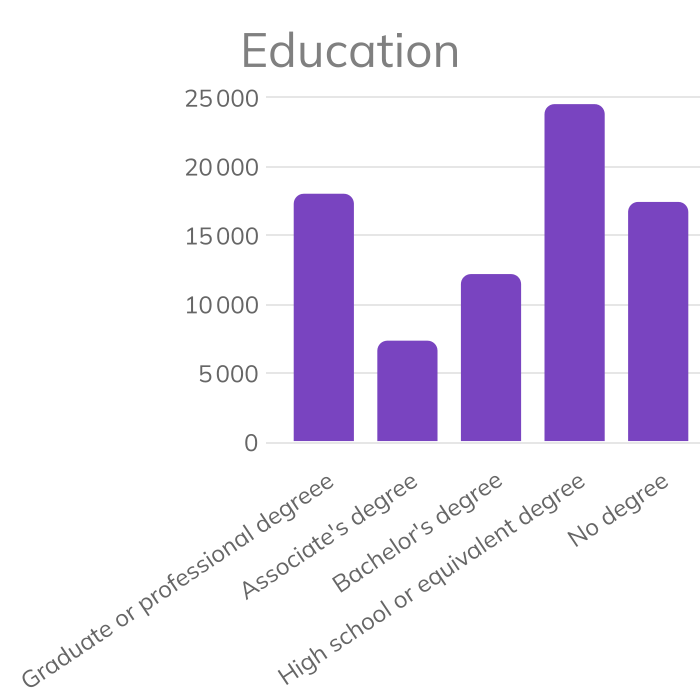 Education
25 000
20 000
15 000
10 000
5 000
0
Graduate or professional degreee
Associate's degree
Bachelor's degree
High school or equivalent degree
No degree